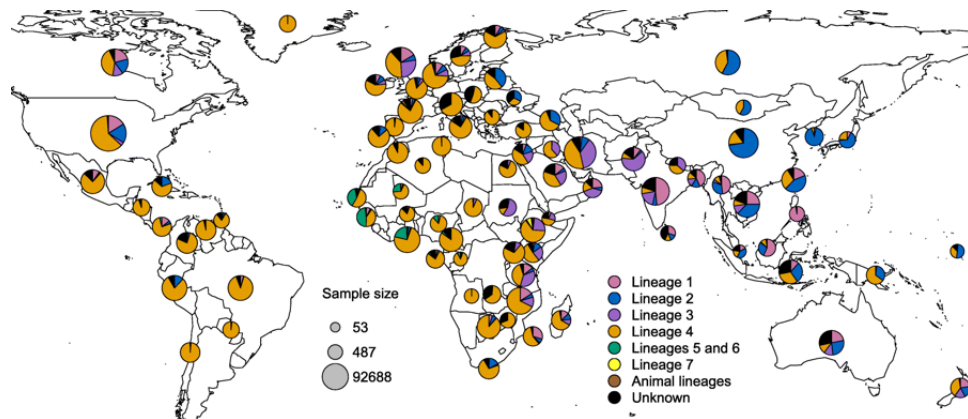 Sample size
53
487
92688
Lineage 1
Lineage 2
Lineage 3
Lineage 4
Lineages 5 and 6
Lineage 7
Animal lineages
Unknown